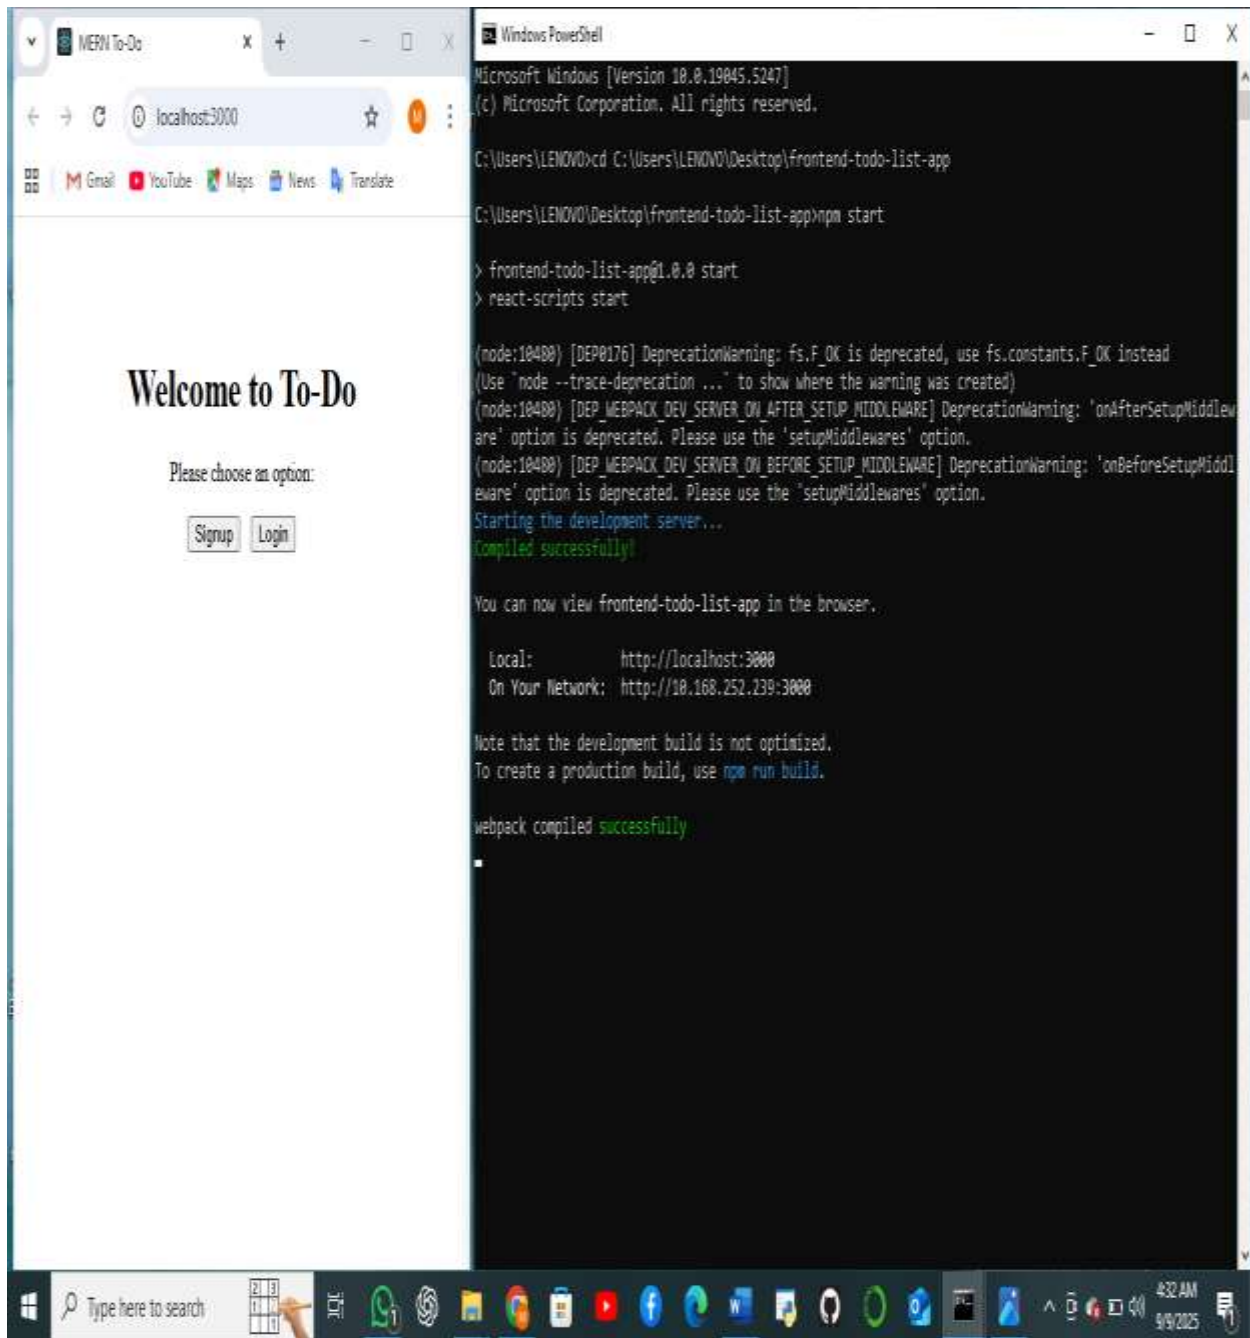 MERN To-Do
localhost:3000
M
Gmail YouTube Maps News Translate
Welcome to To-Do
Please choose an option:
Signup Login
Windows PowerShell
Microsoft Windows [Version 10.0.19045.5247]
(c) Microsoft Corporation. All rights reserved.
C:\Users\LENOVO>cd C:\Users\LENOVO\Desktop\frontend-todo-list-app
C:\Users\LENOVO\Desktop\frontend-todo-list-app>npm start
> frontend-todo-list-app@1.0.0 start
> react-scripts start
(node:10480) [DEP0176] DeprecationWarning: fs.F_OK is deprecated, use fs.constants.F_OK instead
(Use `node --trace-deprecation ...` to show where the warning was created)
(node:10480) [DEP_WEBPACK_DEV_SERVER_ON_AFTER_SETUP_MIDDLEWARE] DeprecationWarning: 'onAfterSetupMiddlew
are' option is deprecated. Please use the 'setupMiddlewares' option.
(node:10480) [DEP_WEBPACK_DEV_SERVER_ON_BEFORE_SETUP_MIDDLEWARE] DeprecationWarning: 'onBeforeSetupMiddl
eware' option is deprecated. Please use the 'setupMiddlewares' option.
Starting the development server...
Compiled successfully!
You can now view frontend-todo-list-app in the browser.
Local: http://localhost:3000
On Your Network: http://10.168.252.239:3000
Note that the development build is not optimized.
To create a production build, use npm run build.
webpack compiled successfully
Type here to search
4:32 AM
9/9/2025